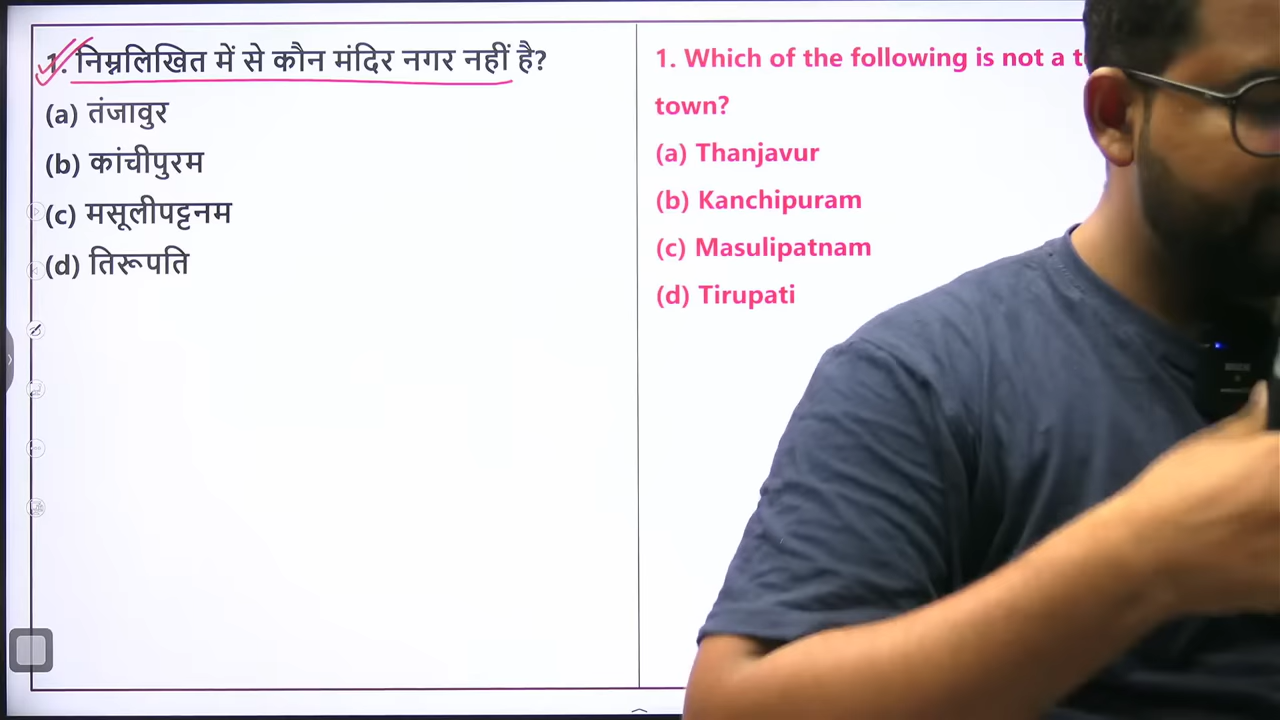 1. निम्नलिखित में से कौन मंदिर नगर नहीं है?
(a) तंजावुर
(b) कांचीपुरम
(c) मसूलीपट्टनम
(d) तिरूपति
1. Which of the following is not a
town?
(a) Thanjavur
(b) Kanchipuram
(c) Masulipatnam
(d) Tirupati